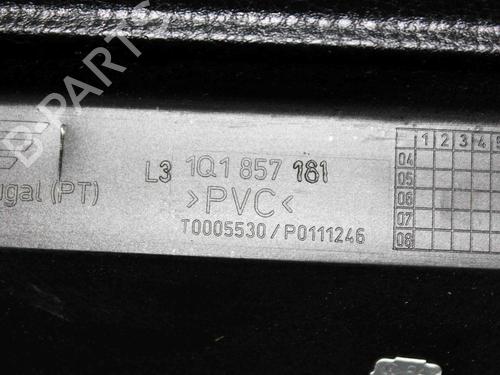 B-PARTS
ugal (PT)
L3 1Q1 857 181
>PVC<
T0005530/P0111246
1 2 3 4 5
04
05
06
07
08